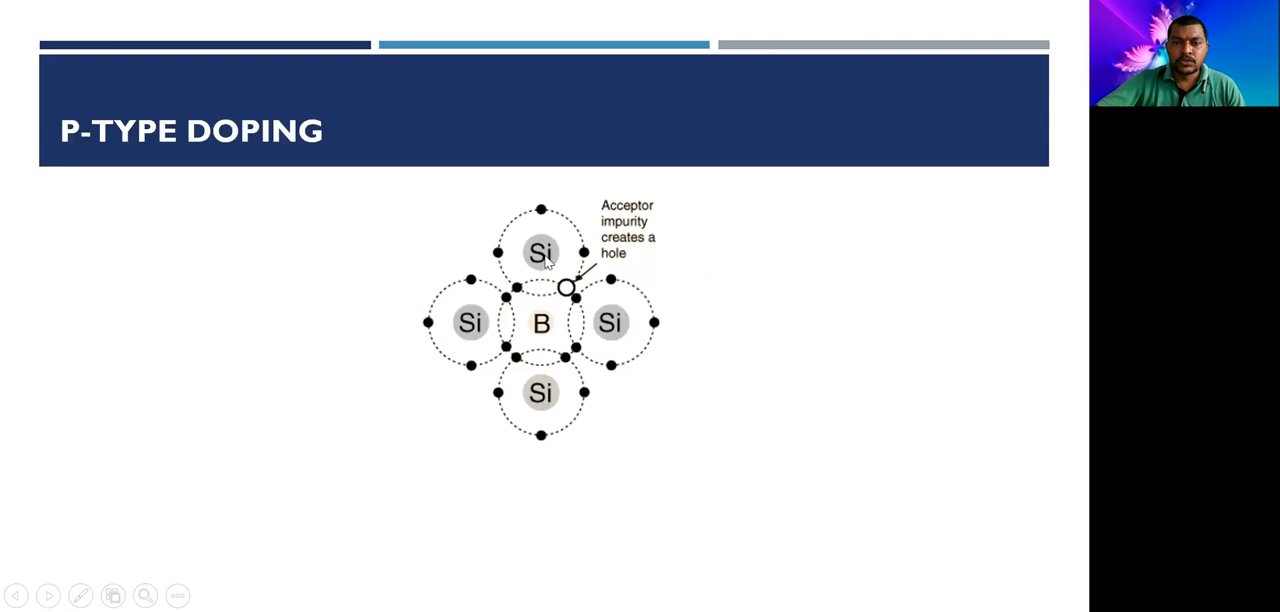 P-TYPE DOPING
Acceptor
impurity
creates a
hole
Si
Si
B
Si
Si